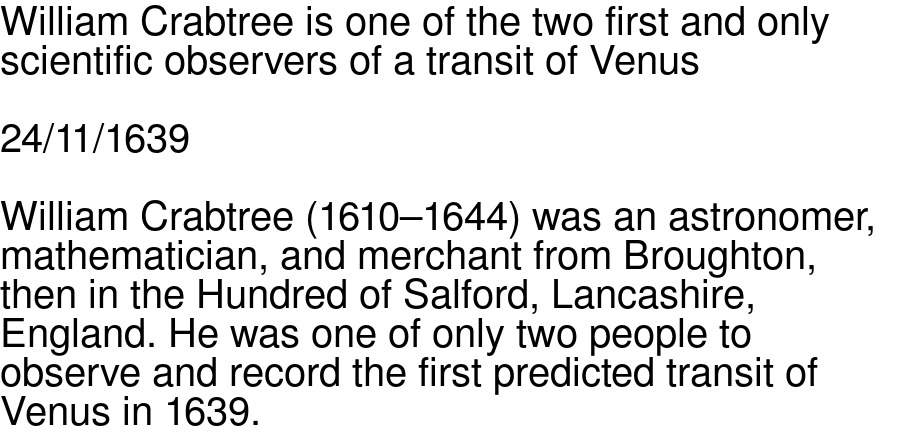 William Crabtree is one of the two first and only
scientific observers of a transit of Venus
24/11/1639
William Crabtree (1610–1644) was an astronomer,
mathematician, and merchant from Broughton,
then in the Hundred of Salford, Lancashire,
England. He was one of only two people to
observe and record the first predicted transit of
Venus in 1639.